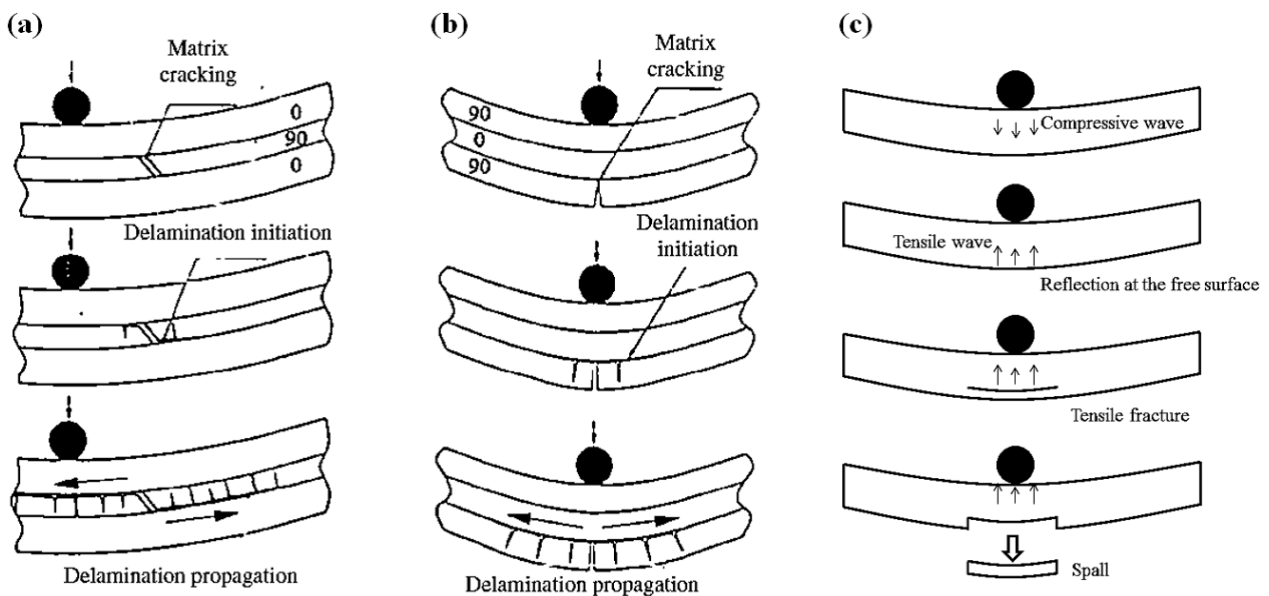 (a)
Matrix
cracking
0
90
0
Delamination initiation
Delamination propagation
(b)
Matrix
cracking
90
0
90
Delamination
initiation
Delamination propagation
(c)
Compressive wave
Tensile wave
Reflection at the free surface
Tensile fracture
Spall